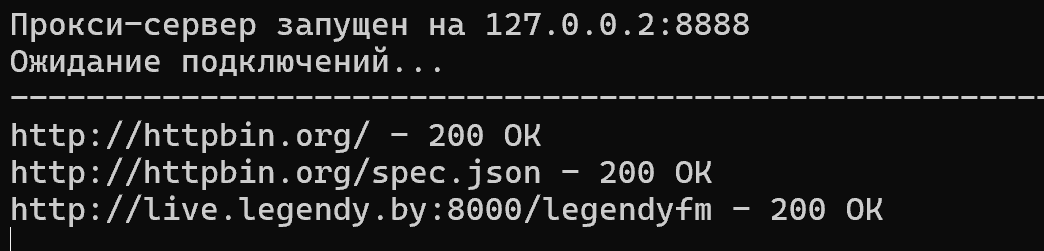 Прокси-сервер запущен на 127.0.0.2:8888
Ожидание подключений...
-------------------------------------------------------
http://httpbin.org/ - 200 OK
http://httpbin.org/spec.json - 200 OK
http://live.legendy.by:8000/legendyfm - 200 OK